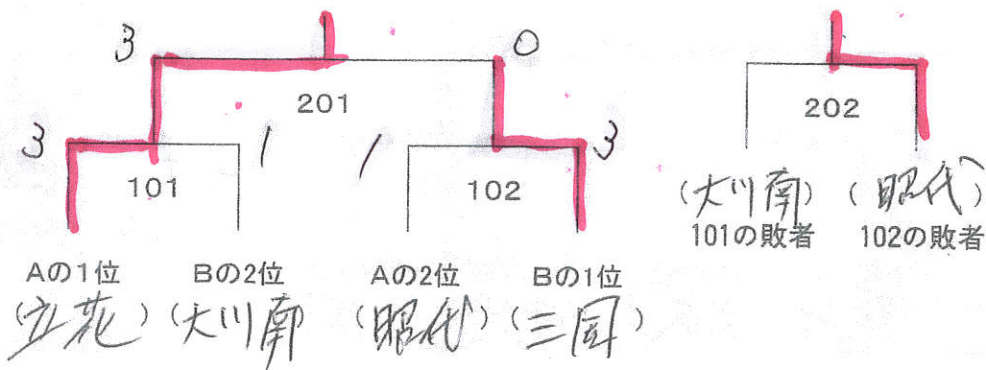 3 0
201 202
3 1 1 3
101 102
(大川南) (昭代)
101の敗者 102の敗者
Aの1位 Bの2位 Aの2位 Bの1位
(立花) (大川南 (昭代) (三国)